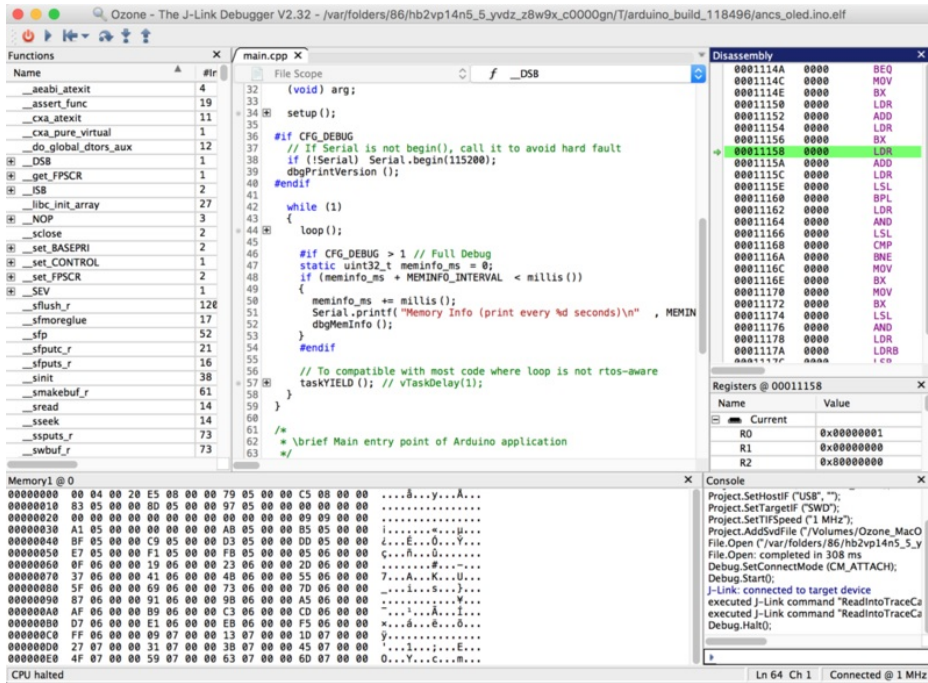 Ozone - The J-Link Debugger V2.32 - /var/folders/86/hb2vp14n5_5_yvdz_z8w9x_c0000gn/T/arduino_build_118496/ancs_oled.ino.elf
Functions
Name #Ir
__aeabi_atexit 4
__assert_func 19
__cxa_atexit 11
__cxa_pure_virtual 1
__do_global_dtors_aux 12
__DSB 1
__get_FPSCR 1
__ISB 2
__libc_init_array 27
__NOP 3
__sclose 2
__set_BASEPRI 2
__set_CONTROL 1
__set_FPSCR 2
__SEV 1
__sflush_r 120
__sfmoreglue 17
__sfp 52
__sfputc_r 21
__sfputs_r 16
__sinit 38
__smakebuf_r 61
__sread 14
__sseek 14
__ssputs_r 73
__swbuf_r 73
main.cpp
File Scope f __DSB
32 (void) arg;
33
34 setup();
35
36 #if CFG_DEBUG
37 // If Serial is not begin(), call it to avoid hard fault
38 if (!Serial) Serial.begin(115200);
39 dbgPrintVersion ();
40 #endif
41
42 while (1)
43 {
44 loop();
45
46 #if CFG_DEBUG > 1 // Full Debug
47 static uint32_t meminfo_ms = 0;
48 if (meminfo_ms + MEMINFO_INTERVAL < millis())
49 {
50 meminfo_ms += millis();
51 Serial.printf("Memory Info (print every %d seconds)\n" , MEMIN
52 dbgMemInfo ();
53 }
54 #endif
55
56 // To compatible with most code where loop is not rtos-aware
57 taskYIELD (); // vTaskDelay(1);
58 }
59 }
60
61 /*
62 * \brief Main entry point of Arduino application
63 */
Disassembly
0001114A 0000 BEQ
0001114C 0000 MOV
0001114E 0000 BX
00011150 0000 LDR
00011152 0000 ADD
00011154 0000 LDR
00011156 0000 BX
00011158 0000 LDR
0001115A 0000 ADD
0001115C 0000 LDR
0001115E 0000 LSL
00011160 0000 BPL
00011162 0000 LDR
00011164 0000 AND
00011166 0000 LSL
00011168 0000 CMP
0001116A 0000 BNE
0001116C 0000 MOV
0001116E 0000 BX
00011170 0000 MOV
00011172 0000 BX
00011174 0000 LSL
00011176 0000 AND
00011178 0000 LDR
0001117A 0000 LDRB
Registers @ 00011158
Name Value
Current
R0 0x00000001
R1 0x00000000
R2 0x80000000
Memory1 @ 0
00000000 00 04 00 20 E5 08 00 00 79 05 00 00 C5 08 00 00 ....å...y...Å...
00000010 83 05 00 00 8D 05 00 00 97 05 00 00 00 00 00 00 ................
00000020 00 00 00 00 00 00 00 00 00 00 00 00 09 09 00 00 ................
00000030 A1 05 00 00 00 00 00 00 AB 05 00 00 B5 05 00 00 ¡.......«...µ...
00000040 BF 05 00 00 C9 05 00 00 D3 05 00 00 DD 05 00 00 ¿...É...Ó...Ý...
00000050 E7 05 00 00 F1 05 00 00 FB 05 00 00 05 06 00 00 ç...ñ...û.......
00000060 0F 06 00 00 19 06 00 00 23 06 00 00 2D 06 00 00 ........#...-...
00000070 37 06 00 00 41 06 00 00 4B 06 00 00 55 06 00 00 7...A...K...U...
00000080 5F 06 00 00 69 06 00 00 73 06 00 00 7D 06 00 00 _...i...s...}...
00000090 87 06 00 00 91 06 00 00 9B 06 00 00 A5 06 00 00 ............¥...
000000A0 AF 06 00 00 B9 06 00 00 C3 06 00 00 CD 06 00 00 ¯...¹...Ã...Í...
000000B0 D7 06 00 00 E1 06 00 00 EB 06 00 00 F5 06 00 00 ×...á...ë...õ...
000000C0 FF 06 00 00 09 07 00 00 13 07 00 00 1D 07 00 00 ÿ...............
000000D0 27 07 00 00 31 07 00 00 3B 07 00 00 45 07 00 00 '...1...;...E...
000000E0 4F 07 00 00 59 07 00 00 63 07 00 00 6D 07 00 00 O...Y...c...m...
Console
Project.SetHostIF ("USB", "");
Project.SetTargetIF ("SWD");
Project.SetTIFSpeed ("1 MHz");
Project.AddSvdFile ("/Volumes/Ozone_MacO
File.Open ("/var/folders/86/hb2vp14n5_5_y
File.Open: completed in 308 ms
Debug.SetConnectMode (CM_ATTACH);
Debug.Start();
J-Link: connected to target device
executed J-Link command "ReadIntoTraceCa
executed J-Link command "ReadIntoTraceCa
Debug.Halt();
CPU halted Ln 64 Ch 1 Connected @ 1 MHz